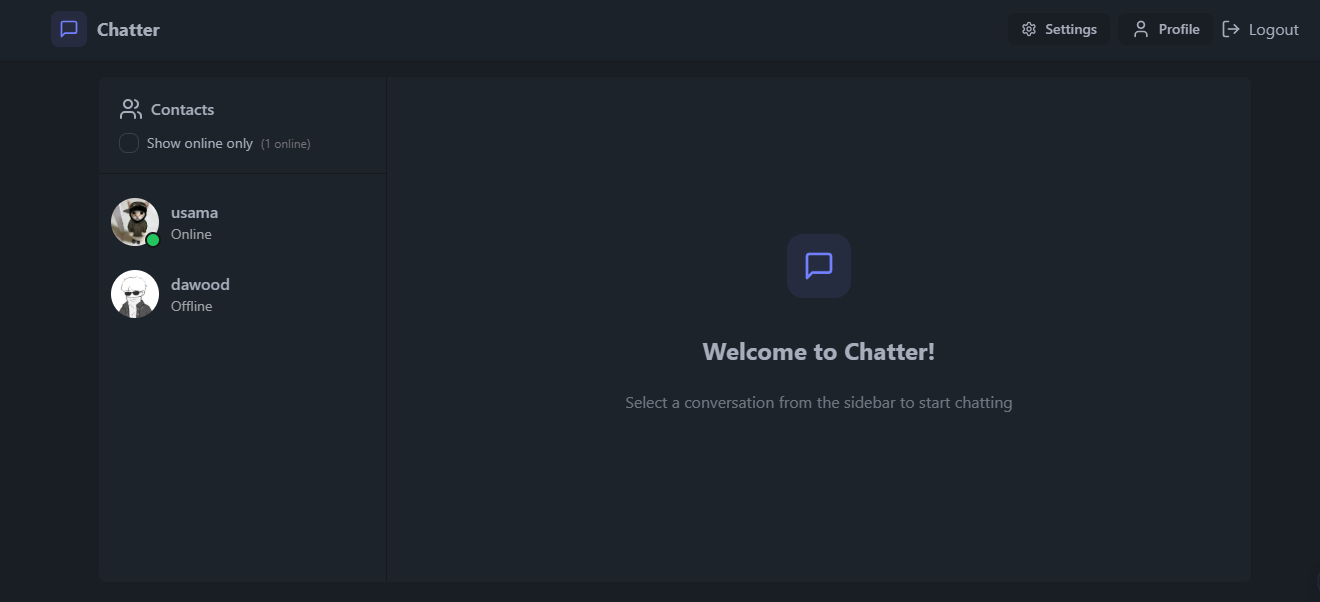 Chatter
Settings
Profile
Logout
Contacts
Show online only (1 online)
usama
Online
dawood
Offline
Welcome to Chatter!
Select a conversation from the sidebar to start chatting